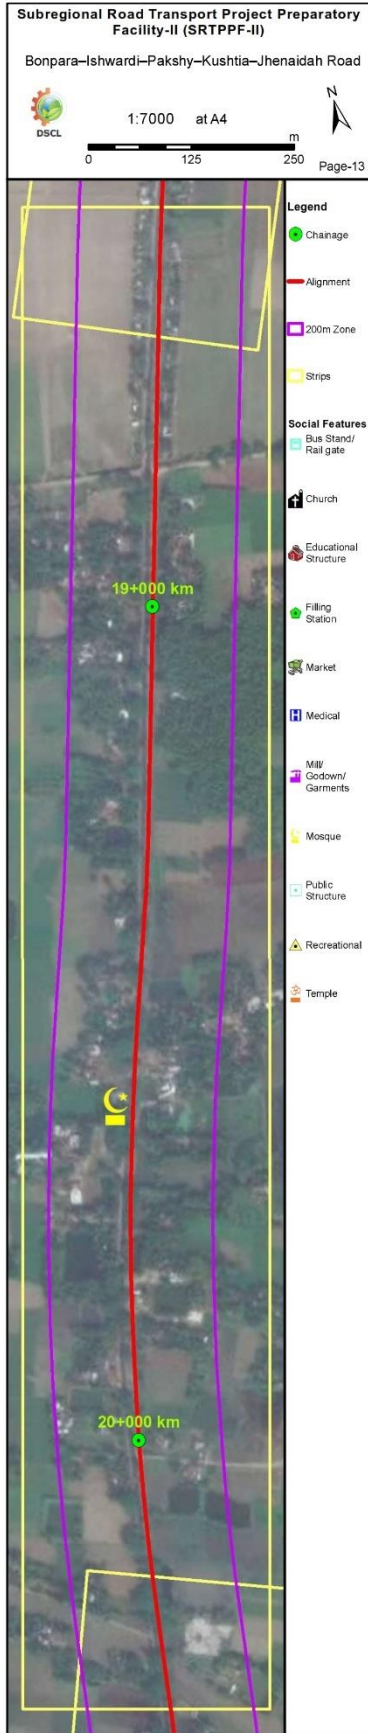 Subregional Road Transport Project Preparatory
Facility-II (SRTPPF-II)
Bonpara–Ishwardi–Pakshy–Kushtia–Jhenaidah Road
DSCL
1:7000 at A4
N
m
0 125 250
Page-13
Legend
Chainage
Alignment
200m Zone
Strips
Social Features
Bus Stand/
Rail gate
Church
Educational
Structure
Filling
Station
Market
H Medical
Mill/
Godown/
Garments
Mosque
Public
Structure
Recreational
Temple
19+000 km
20+000 km